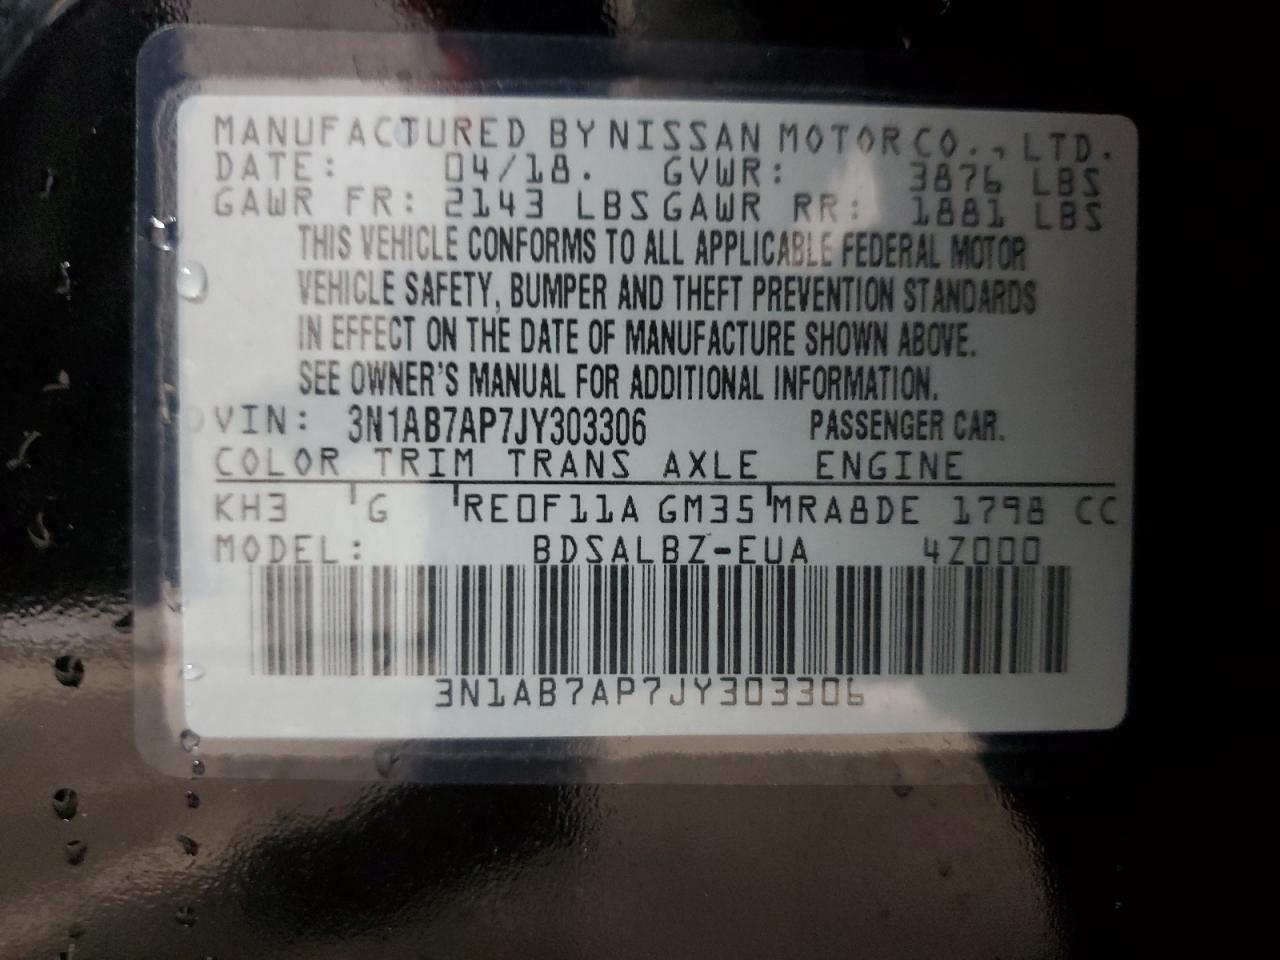 MANUFACTURED BY NISSAN MOTOR CO., LTD.
DATE: 04/18. GVWR: 3876 LBS
GAWR FR: 2143 LBS GAWR RR: 1881 LBS
THIS VEHICLE CONFORMS TO ALL APPLICABLE FEDERAL MOTOR
VEHICLE SAFETY, BUMPER AND THEFT PREVENTION STANDARDS
IN EFFECT ON THE DATE OF MANUFACTURE SHOWN ABOVE.
SEE OWNER'S MANUAL FOR ADDITIONAL INFORMATION.
VIN: 3N1AB7AP7JY303306 PASSENGER CAR.
COLOR TRIM TRANS AXLE ENGINE
KH3 G RE0F11A GM35 MRA8DE 1798 CC
MODEL: BDSALBZ-EUA 4Z000
3N1AB7AP7JY303306